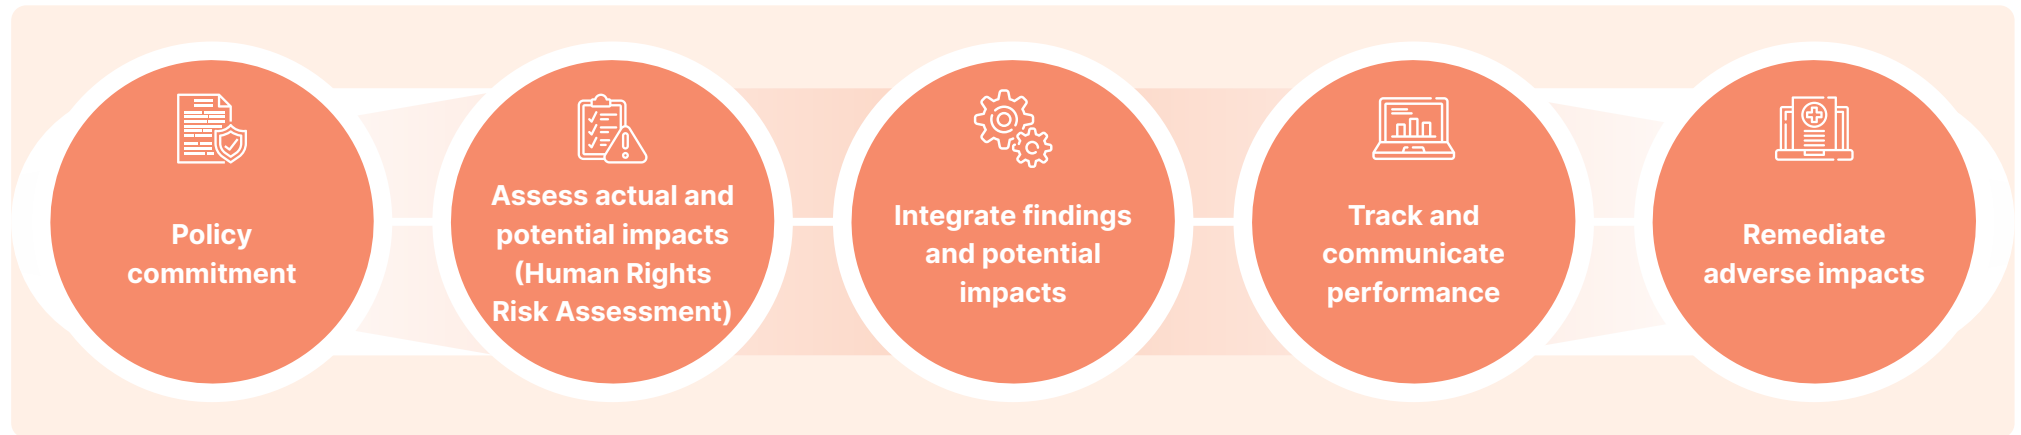 Policy
commitment
Assess actual and
potential impacts
(Human Rights
Risk Assessment)
Integrate findings
and potential
impacts
Track and
communicate
performance
Remediate
adverse impacts